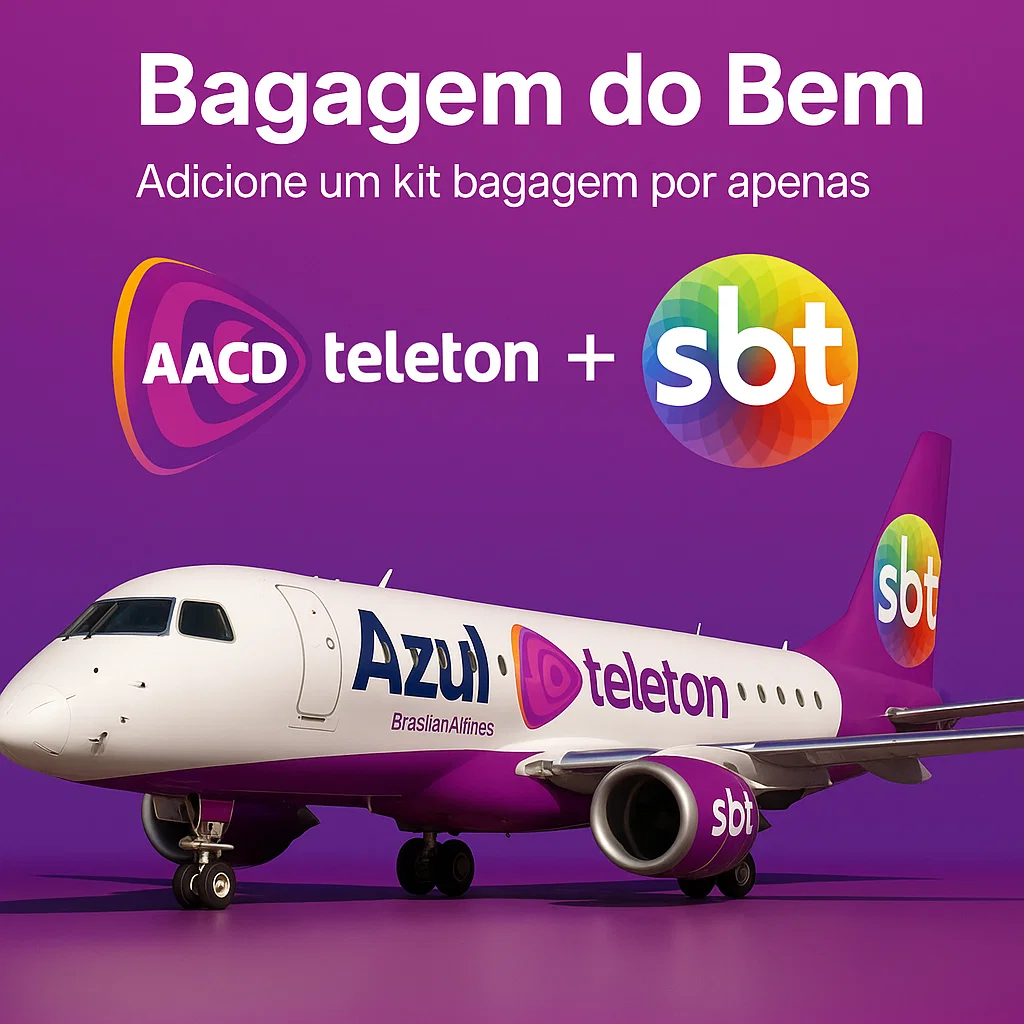 Bagagem do Bem
Adicione um kit bagagem por apenas
AACD teleton + sbt
sbt
Azul teleton
BraslianAlfines
sbt